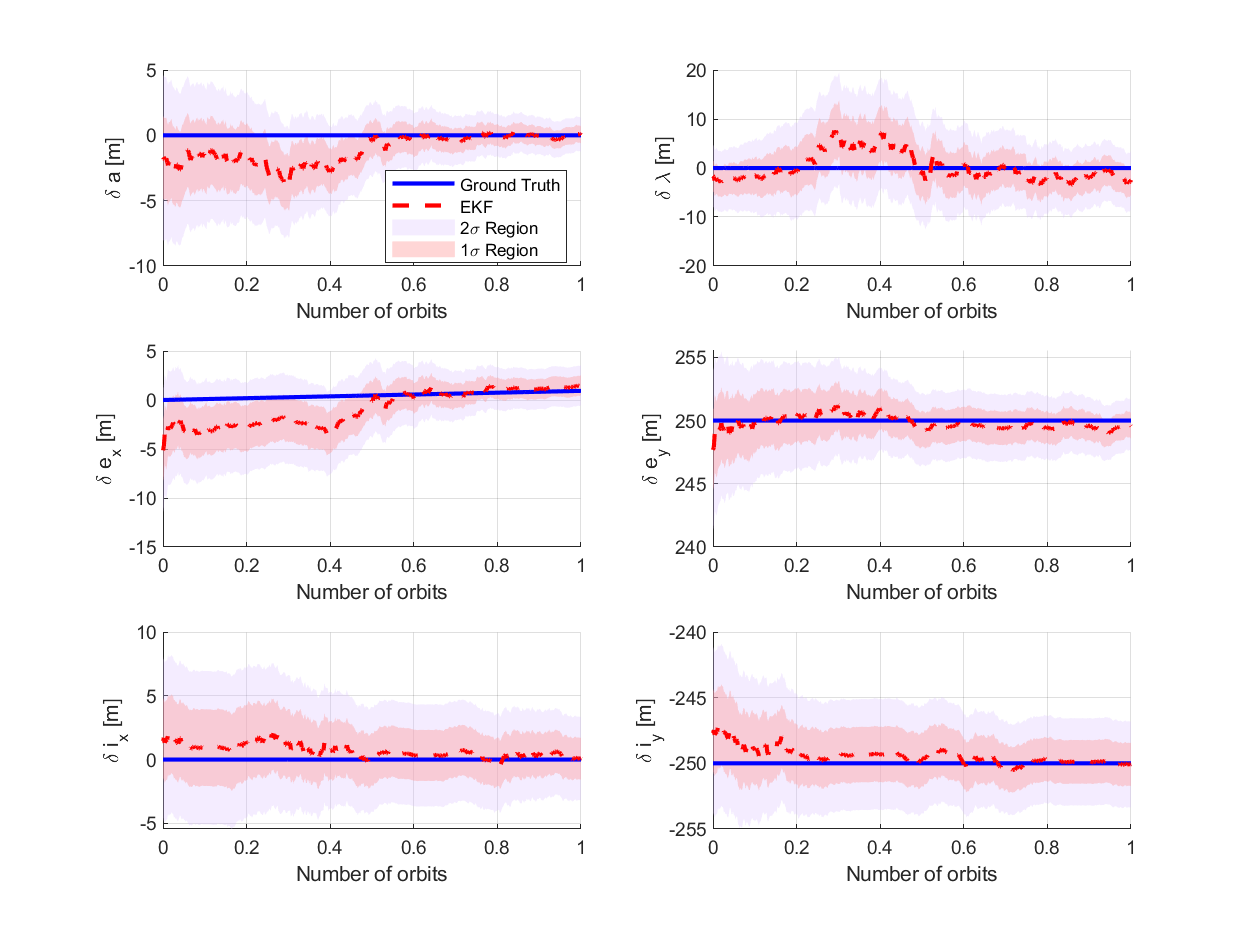 5
0
-5
-10
δ a [m]
0 0.2 0.4 0.6 0.8 1
Number of orbits
Ground Truth
EKF
2σ Region
1σ Region
20
10
0
-10
-20
δ λ [m]
0 0.2 0.4 0.6 0.8 1
Number of orbits
5
0
-5
-10
-15
δ e_x [m]
0 0.2 0.4 0.6 0.8 1
Number of orbits
255
250
245
240
δ e_y [m]
0 0.2 0.4 0.6 0.8 1
Number of orbits
10
5
0
-5
δ i_x [m]
0 0.2 0.4 0.6 0.8 1
Number of orbits
-240
-245
-250
-255
δ i_y [m]
0 0.2 0.4 0.6 0.8 1
Number of orbits